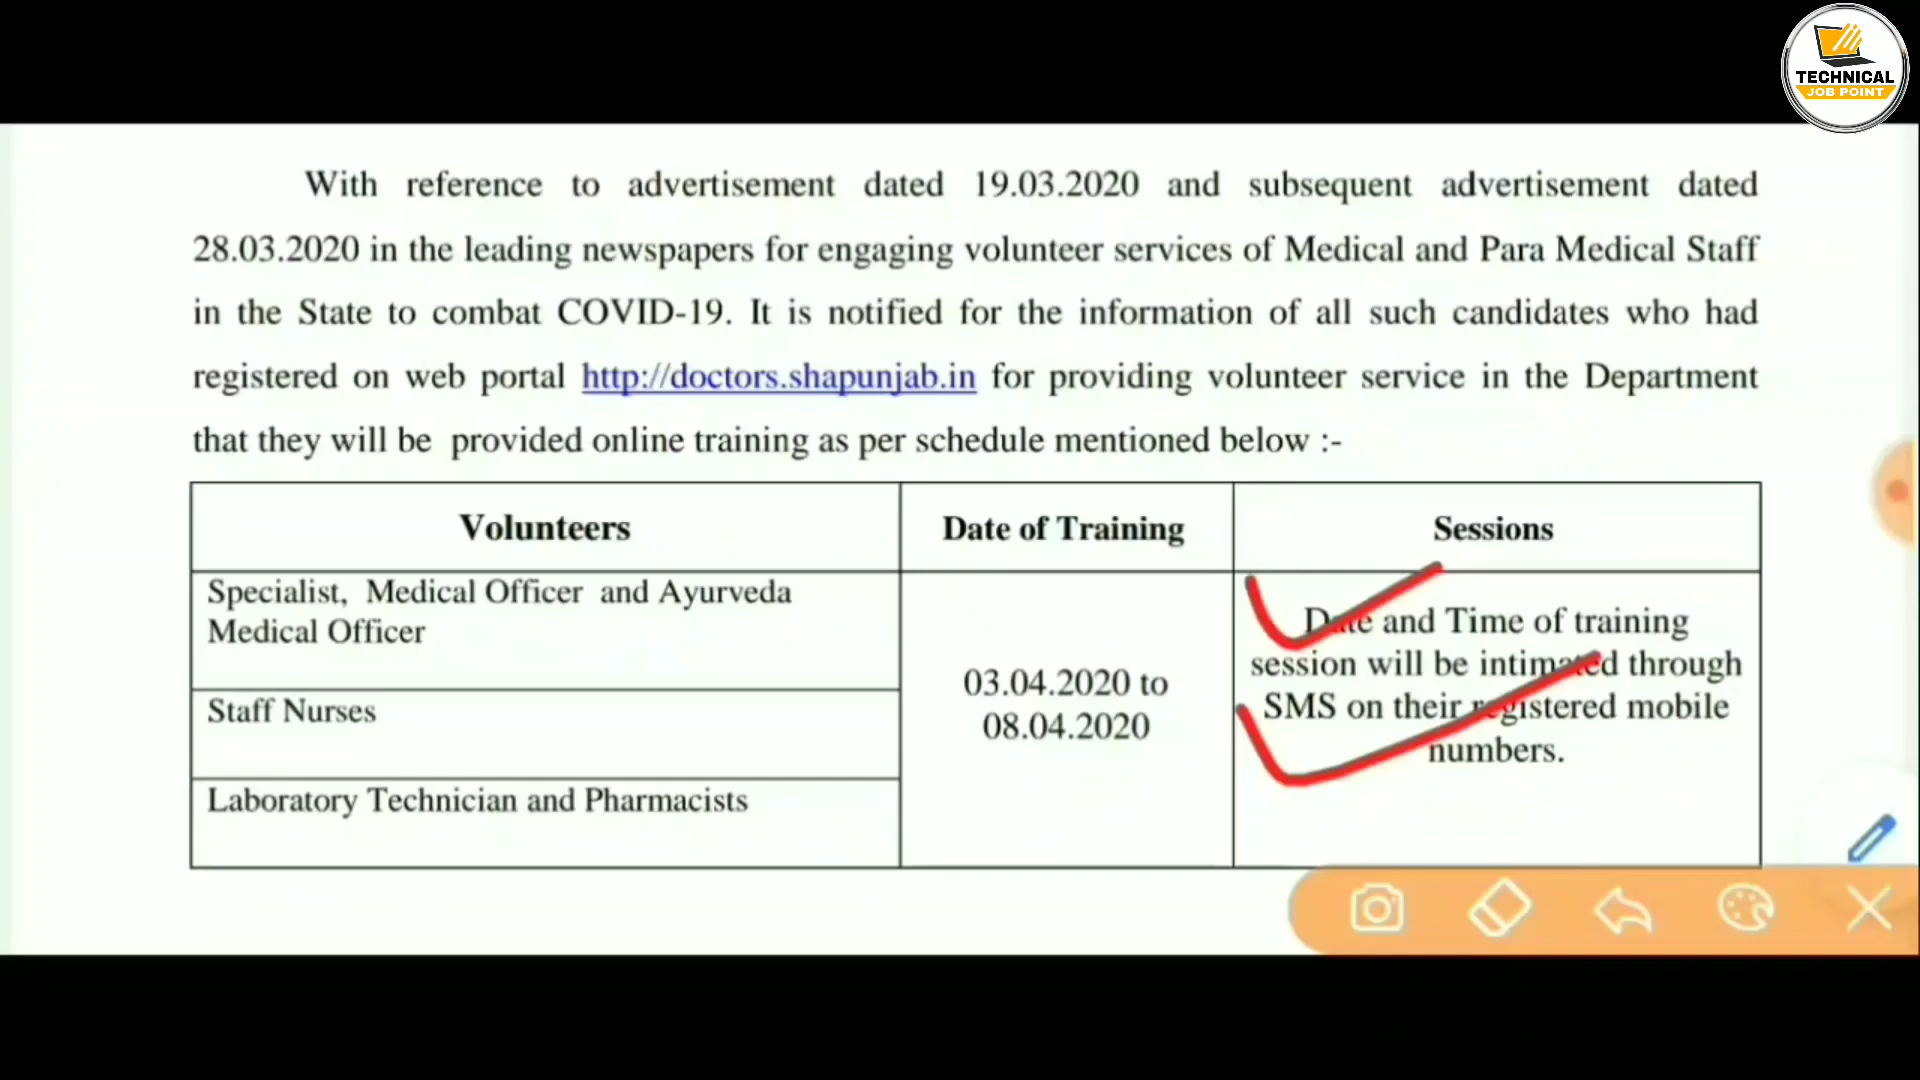 TECHNICAL
JOB POINT
With reference to advertisement dated 19.03.2020 and subsequent advertisement dated
28.03.2020 in the leading newspapers for engaging volunteer services of Medical and Para Medical Staff
in the State to combat COVID-19. It is notified for the information of all such candidates who had
registered on web portal http://doctors.shapunjab.in for providing volunteer service in the Department
that they will be provided online training as per schedule mentioned below :-
Volunteers
Date of Training
Sessions
Specialist, Medical Officer and Ayurveda
Medical Officer
Staff Nurses
Laboratory Technician and Pharmacists
03.04.2020 to
08.04.2020
Date and Time of training
session will be intimated through
SMS on their registered mobile
numbers.